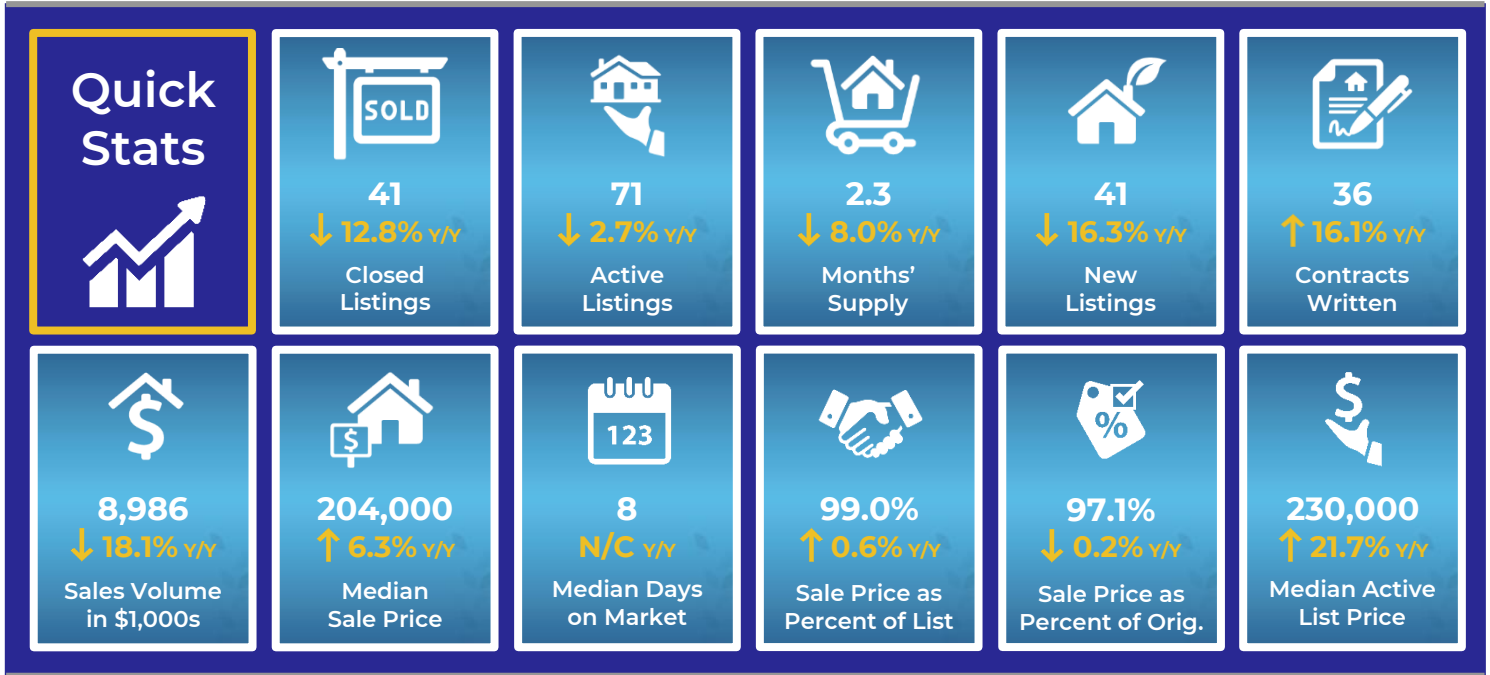 Quick
Stats
SOLD
41
↓ 12.8% Y/Y
Closed
Listings
71
↓ 2.7% Y/Y
Active
Listings
2.3
↓ 8.0% Y/Y
Months’
Supply
41
↓ 16.3% Y/Y
New
Listings
36
↑ 16.1% Y/Y
Contracts
Written
$
8,986
↓ 18.1% Y/Y
Sales Volume
in $1,000s
$
204,000
↑ 6.3% Y/Y
Median
Sale Price
123
8
N/C Y/Y
Median Days
on Market
99.0%
↑ 0.6% Y/Y
Sale Price as
Percent of List
%
97.1%
↓ 0.2% Y/Y
Sale Price as
Percent of Orig.
$
230,000
↑ 21.7% Y/Y
Median Active
List Price